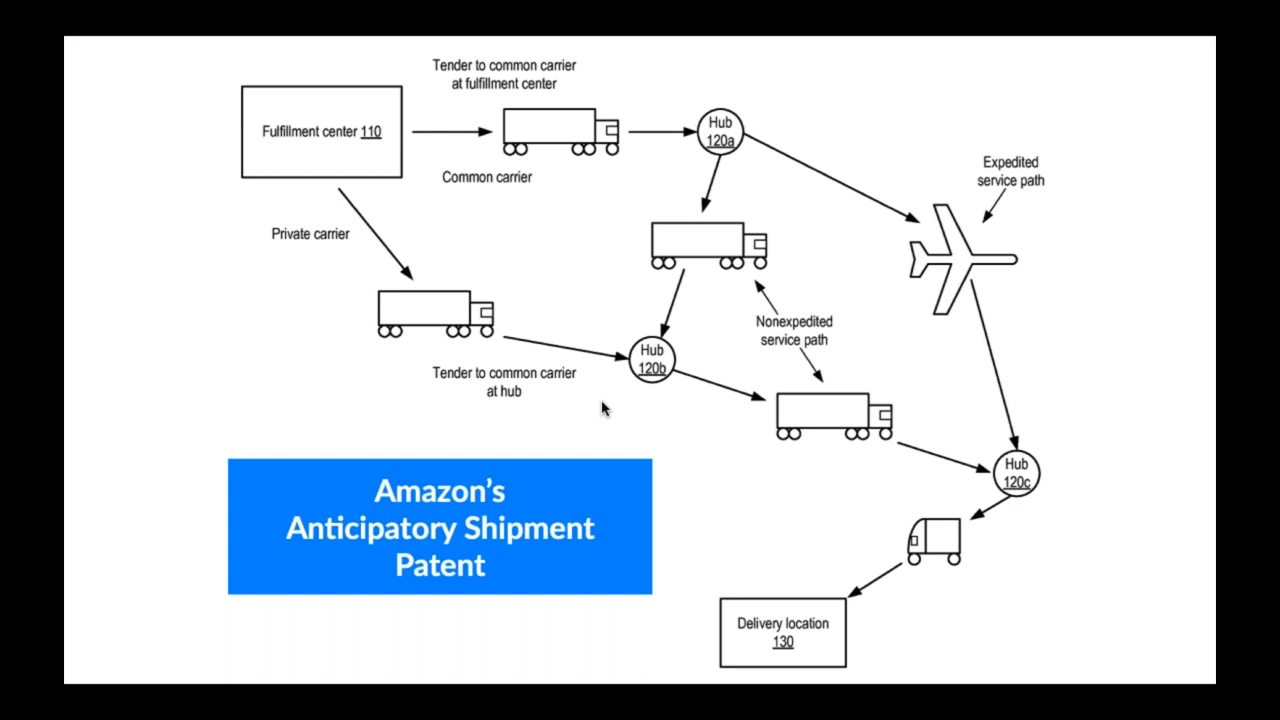 Tender to common carrier
at fulfillment center
Fulfillment center 110
Hub
120a
Common carrier
Expedited
service path
Private carrier
Nonexpedited
service path
Hub
120b
Tender to common carrier
at hub
Hub
120c
Amazon’s
Anticipatory Shipment
Patent
Delivery location
130